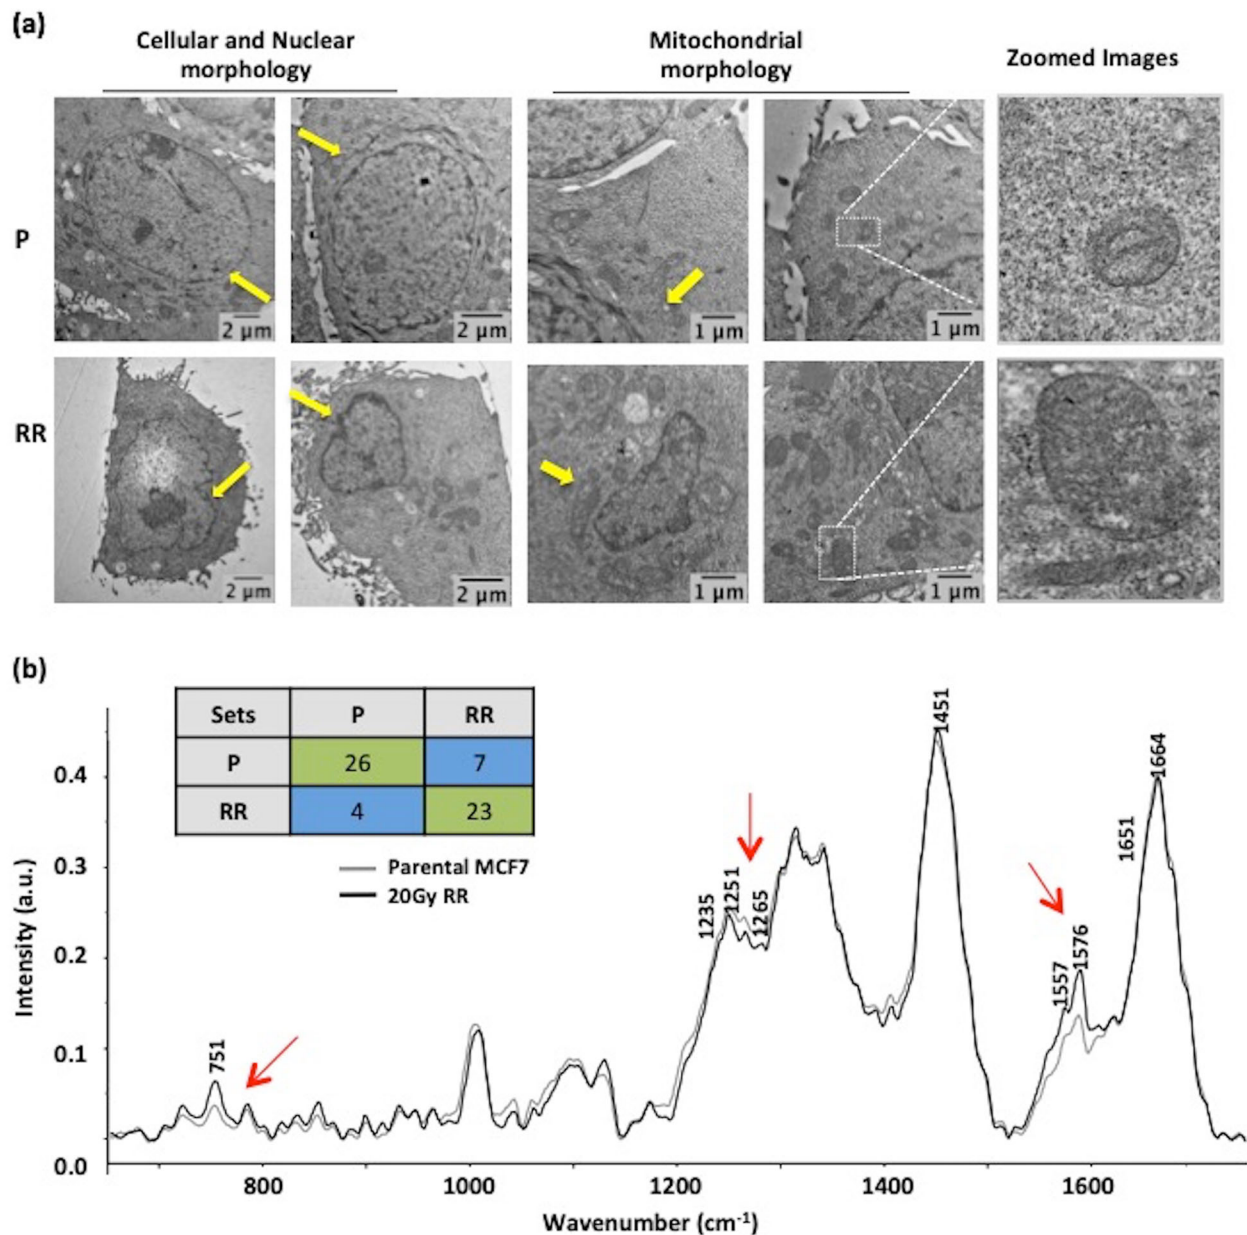 (a)
Cellular and Nuclear
morphology
Mitochondrial
morphology
Zoomed Images
P
2 μm
2 μm
1 μm
1 μm
RR
2 μm
2 μm
1 μm
1 μm
(b)
Sets P RR
P 26 7
RR 4 23
Parental MCF7
20Gy RR
Intensity (a.u.)
0.4
0.3
0.2
0.1
0.0
751
1235
1251
1265
1451
1557
1576
1651
1664
800 1000 1200 1400 1600
Wavenumber (cm⁻¹)